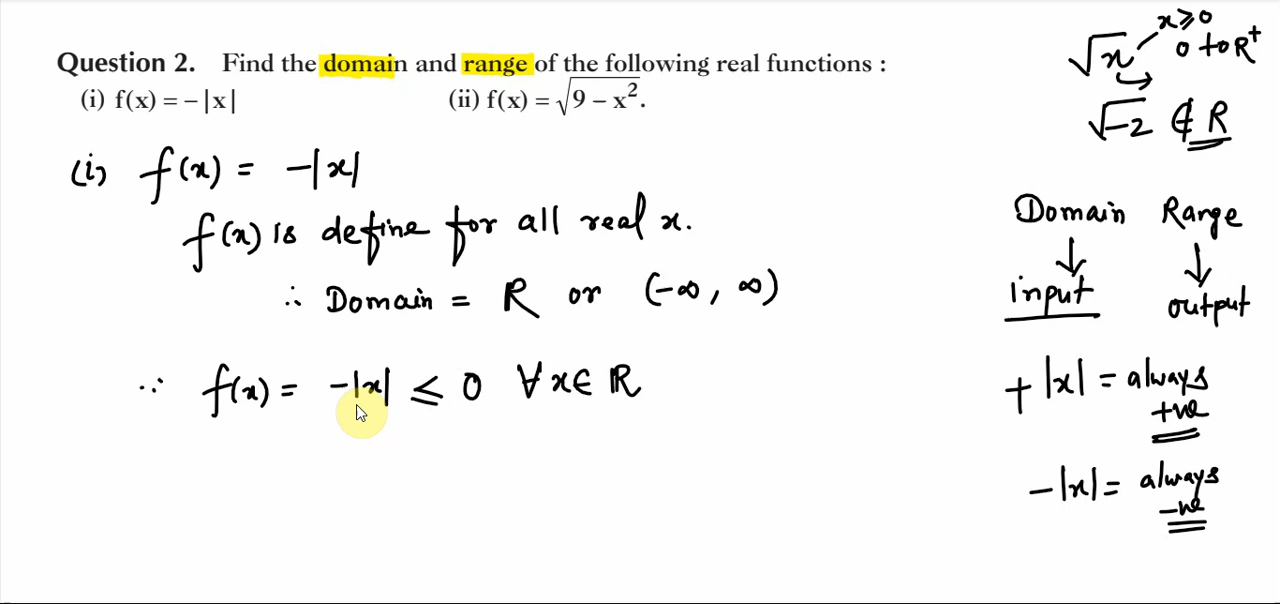 Question 2. Find the domain and range of the following real functions :
(i) f(x) = – |x| (ii) f(x) = √(9 – x²).
(i) f(x) = -|x|
f(x) is define for all real x.
∴ Domain = R or (-∞, ∞)
∵ f(x) = -|x| ≤ 0 ∀ x ∈ R
√x x ≥ 0
0 to R⁺
√-2 ∉ R
Domain Range
↓ ↓
input output
+|x| = always
+ve
-|x| = always
-ve